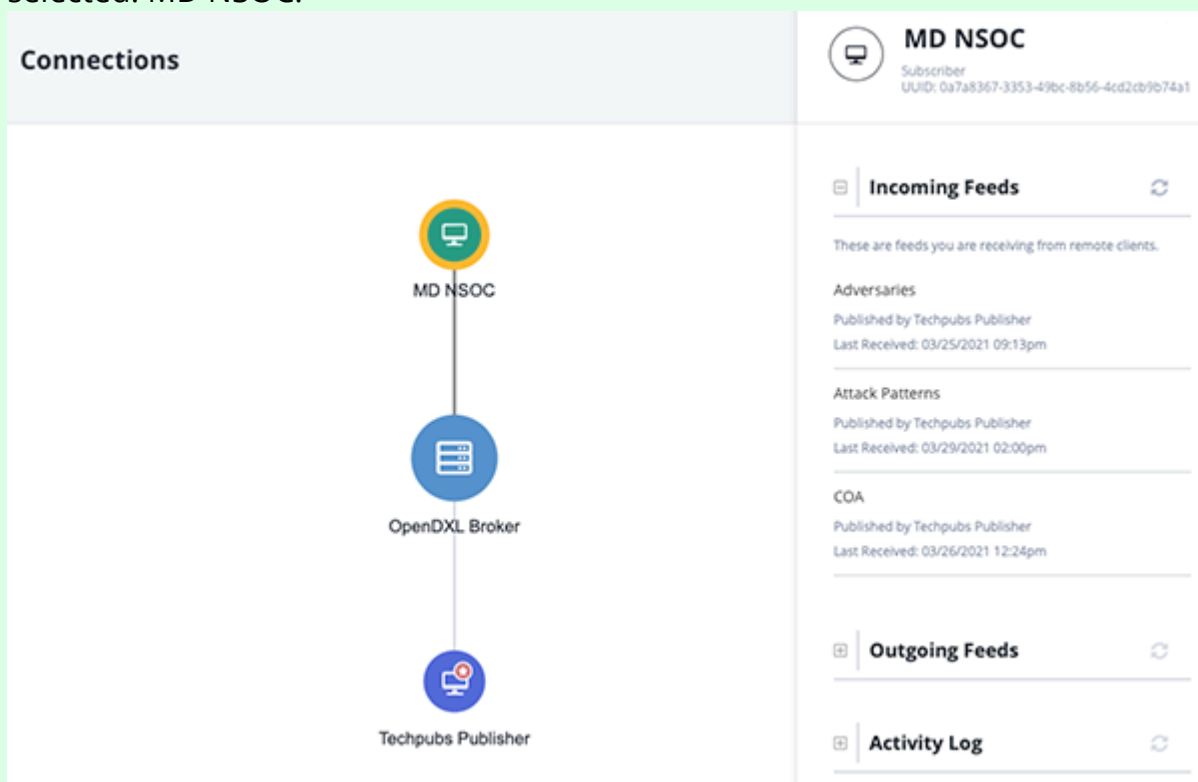 selected: MD NSOC.
Connections
MD NSOC
OpenDXL Broker
Techpubs Publisher
MD NSOC
Subscriber
UUID: 0a7a8367-3353-49bc-8b56-4cd2cb9b74a1
Incoming Feeds
These are feeds you are receiving from remote clients.
Adversaries
Published by Techpubs Publisher
Last Received: 03/25/2021 09:13pm
Attack Patterns
Published by Techpubs Publisher
Last Received: 03/29/2021 02:00pm
COA
Published by Techpubs Publisher
Last Received: 03/26/2021 12:24pm
Outgoing Feeds
Activity Log